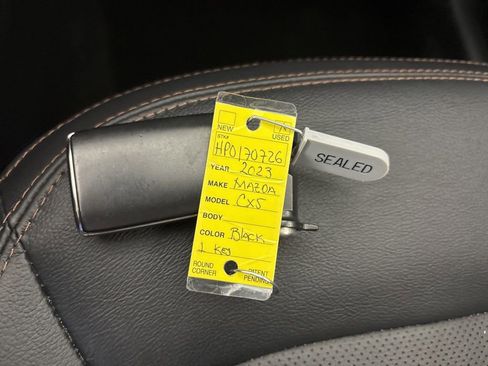 NEW USED
STK#
HP0170726
YEAR 2023
MAKE MAZDA
MODEL CX5
BODY
COLOR BLACK
1 KEY
ROUND CORNER PATENT PENDING
SEALED